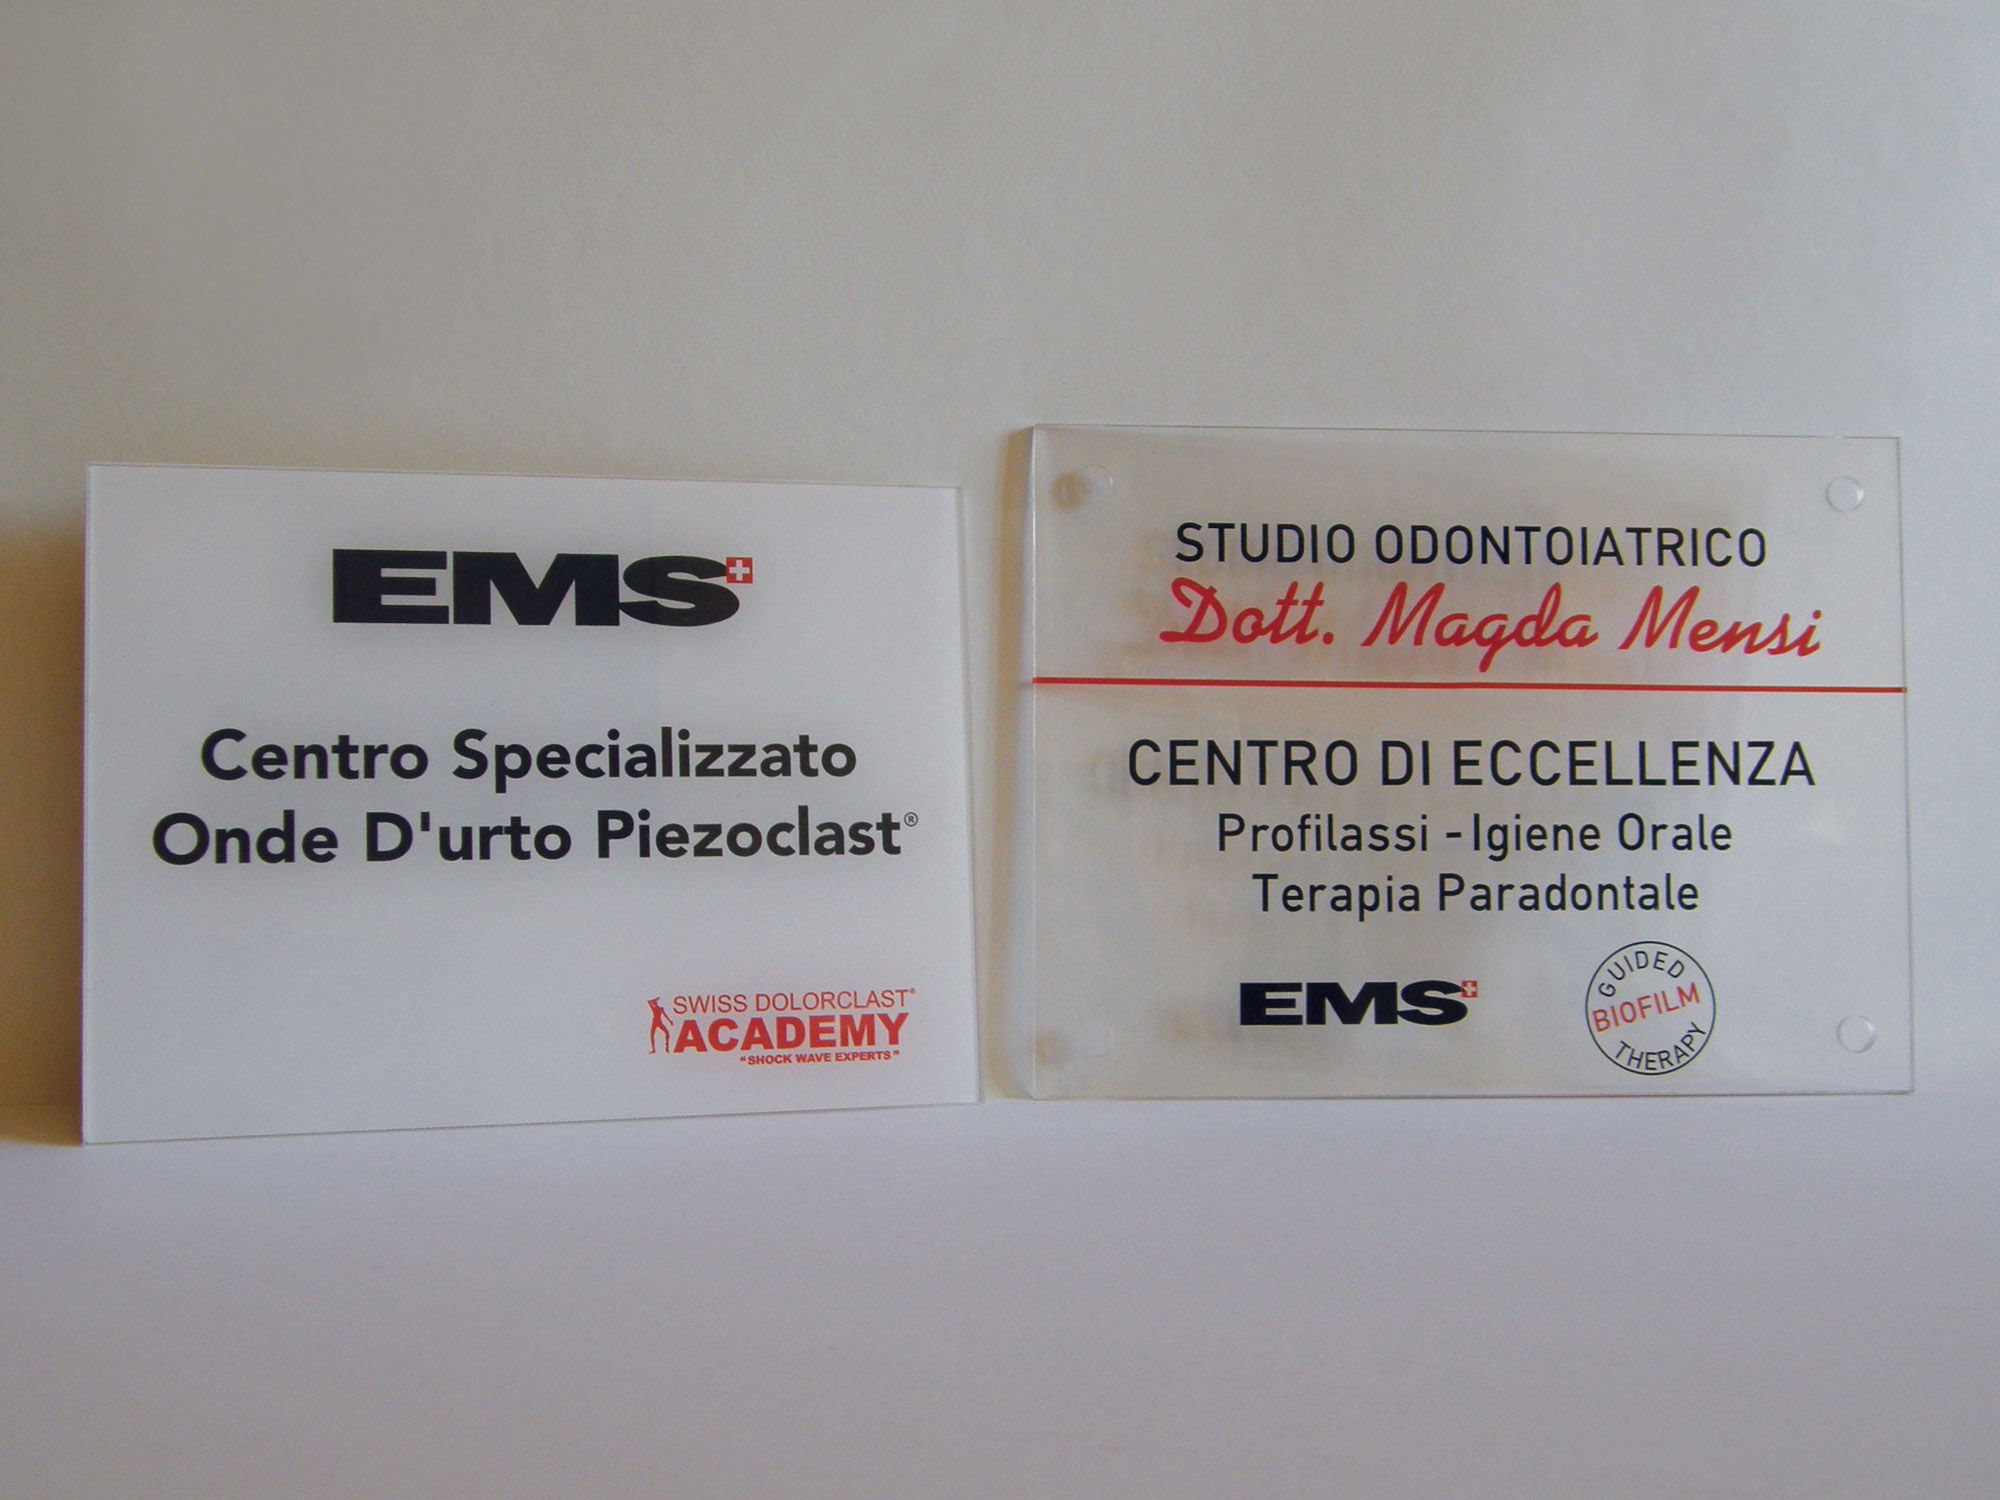 EMS
Centro Specializzato
Onde D'urto Piezoclast®
SWISS DOLORCLAST®
ACADEMY
"SHOCK WAVE EXPERTS"
STUDIO ODONTOIATRICO
Dott. Magda Mensi
CENTRO DI ECCELLENZA
Profilassi - Igiene Orale
Terapia Paradontale
EMS
GUIDED
BIOFILM
THERAPY